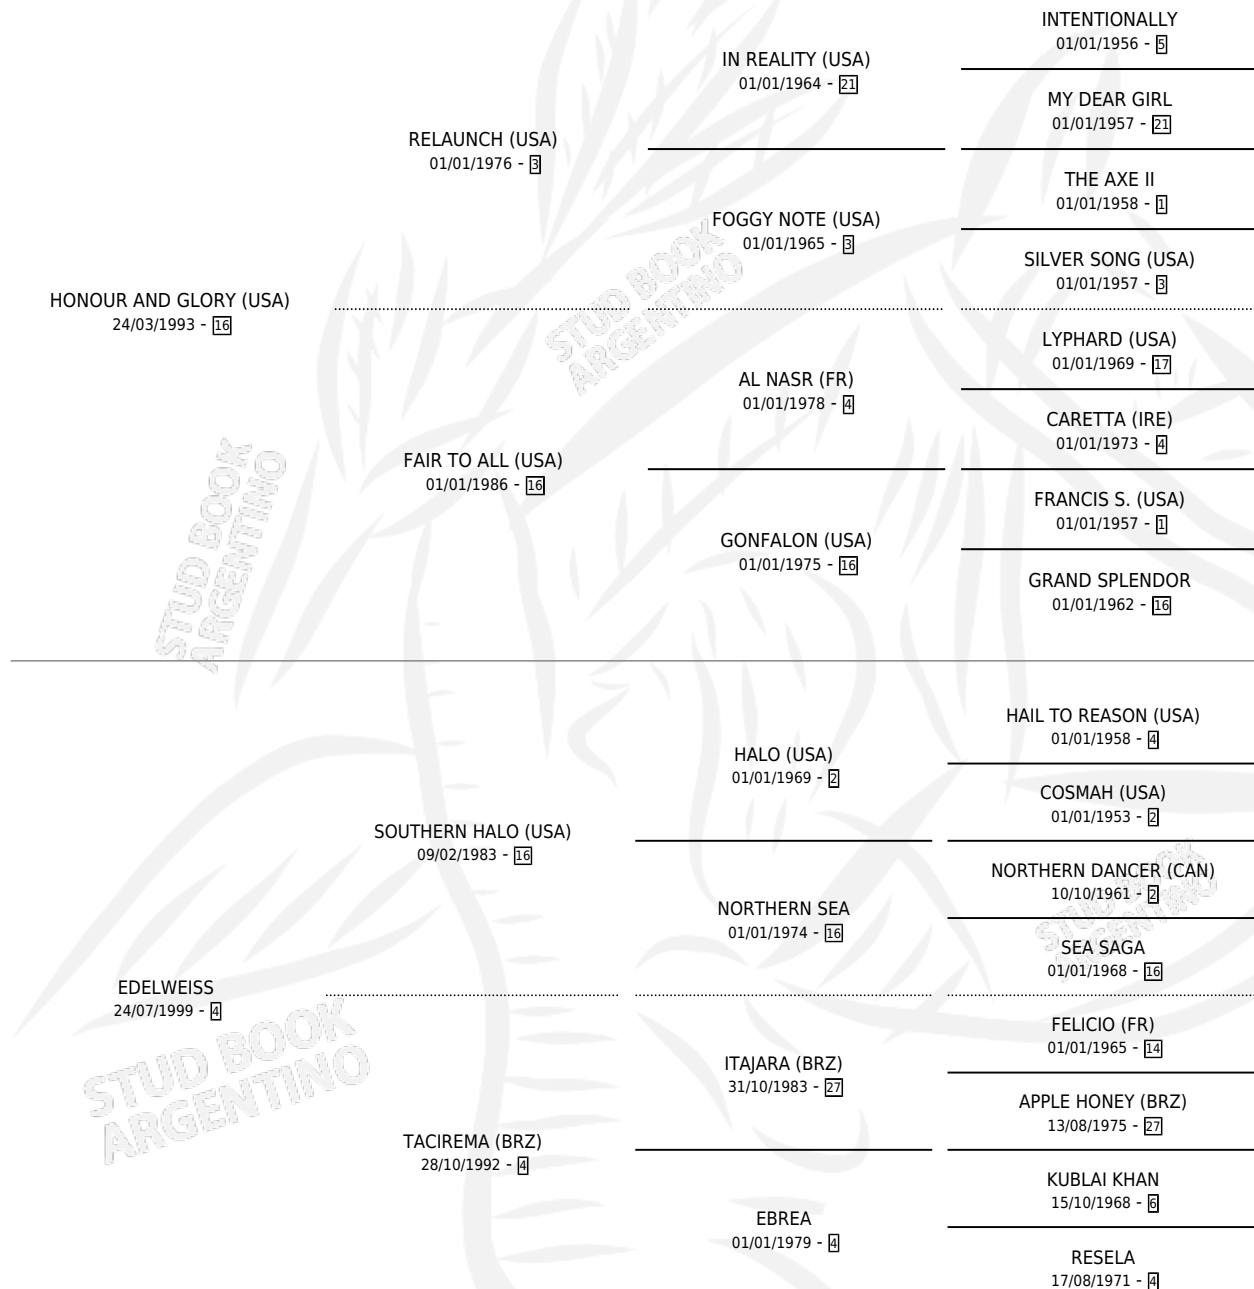 INTENTIONALLY
01/01/1956 - 5
IN REALITY (USA)
01/01/1964 - 21
MY DEAR GIRL
01/01/1957 - 21
RELAUNCH (USA)
01/01/1976 - 3
THE AXE II
01/01/1958 - 1
FOGGY NOTE (USA)
01/01/1965 - 3
SILVER SONG (USA)
01/01/1957 - 3
HONOUR AND GLORY (USA)
24/03/1993 - 16
LYPHARD (USA)
01/01/1969 - 17
AL NASR (FR)
01/01/1978 - 4
CARETTA (IRE)
01/01/1973 - 4
FAIR TO ALL (USA)
01/01/1986 - 16
FRANCIS S. (USA)
01/01/1957 - 1
GONFALON (USA)
01/01/1975 - 16
GRAND SPLENDOR
01/01/1962 - 16
HAIL TO REASON (USA)
01/01/1958 - 4
HALO (USA)
01/01/1969 - 2
COSMAH (USA)
01/01/1953 - 2
SOUTHERN HALO (USA)
09/02/1983 - 16
NORTHERN DANCER (CAN)
10/10/1961 - 2
NORTHERN SEA
01/01/1974 - 16
SEA SAGA
01/01/1968 - 16
EDELWEISS
24/07/1999 - 4
FELICIO (FR)
01/01/1965 - 14
ITAJARA (BRZ)
31/10/1983 - 27
APPLE HONEY (BRZ)
13/08/1975 - 27
TACIREMA (BRZ)
28/10/1992 - 4
KUBLAI KHAN
15/10/1968 - 6
EBREA
01/01/1979 - 4
RESELA
17/08/1971 - 4
STUD BOOK
ARGENTINO
STUD BOOK
ARGENTINO
STUD BOOK
ARGENTINO
STUD BOOK
ARGENTINO